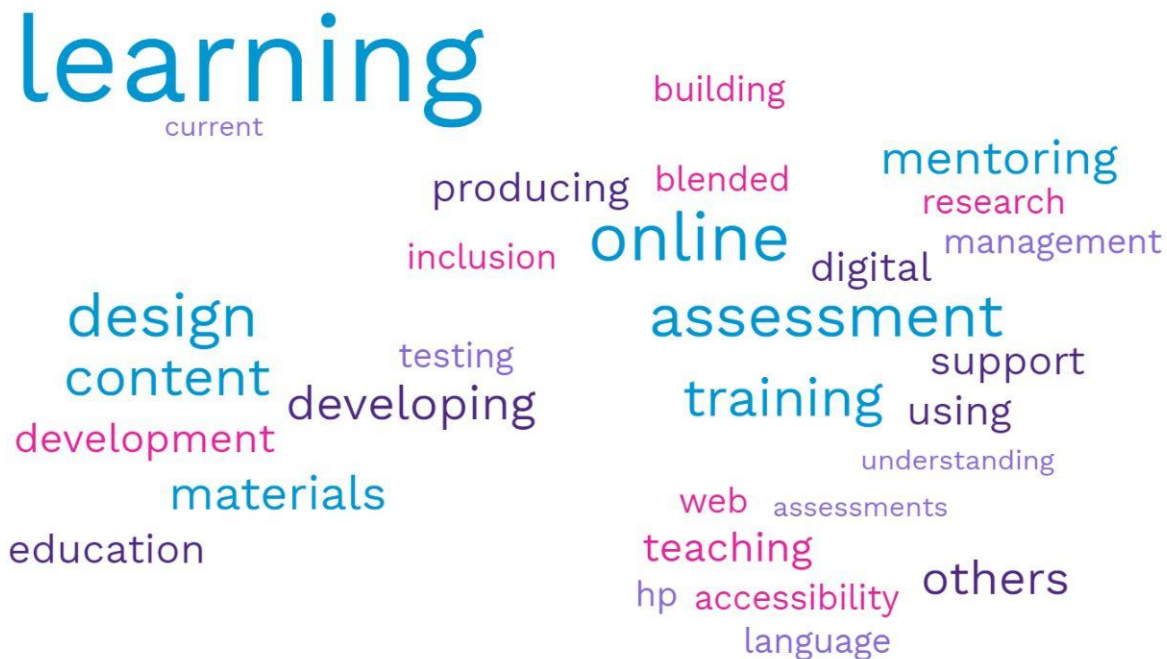 learning
current
building
mentoring
producing
blended
research
online
management
inclusion
digital
design
assessment
testing
support
content
training
developing
using
development
understanding
materials
web
assessments
education
teaching
others
hp
accessibility
language